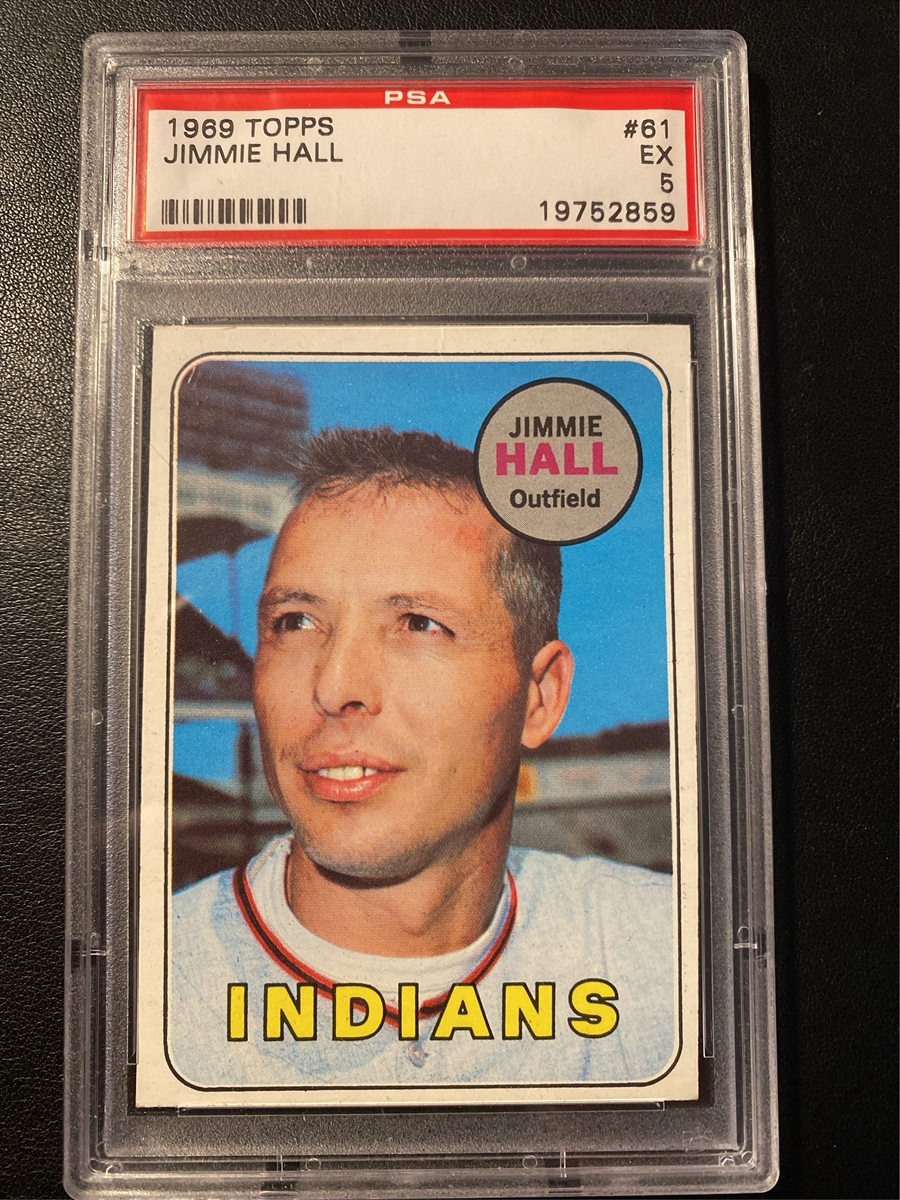 PSA
1969 TOPPS #61
JIMMIE HALL EX
5
19752859
JIMMIE
HALL
Outfield
INDIANS